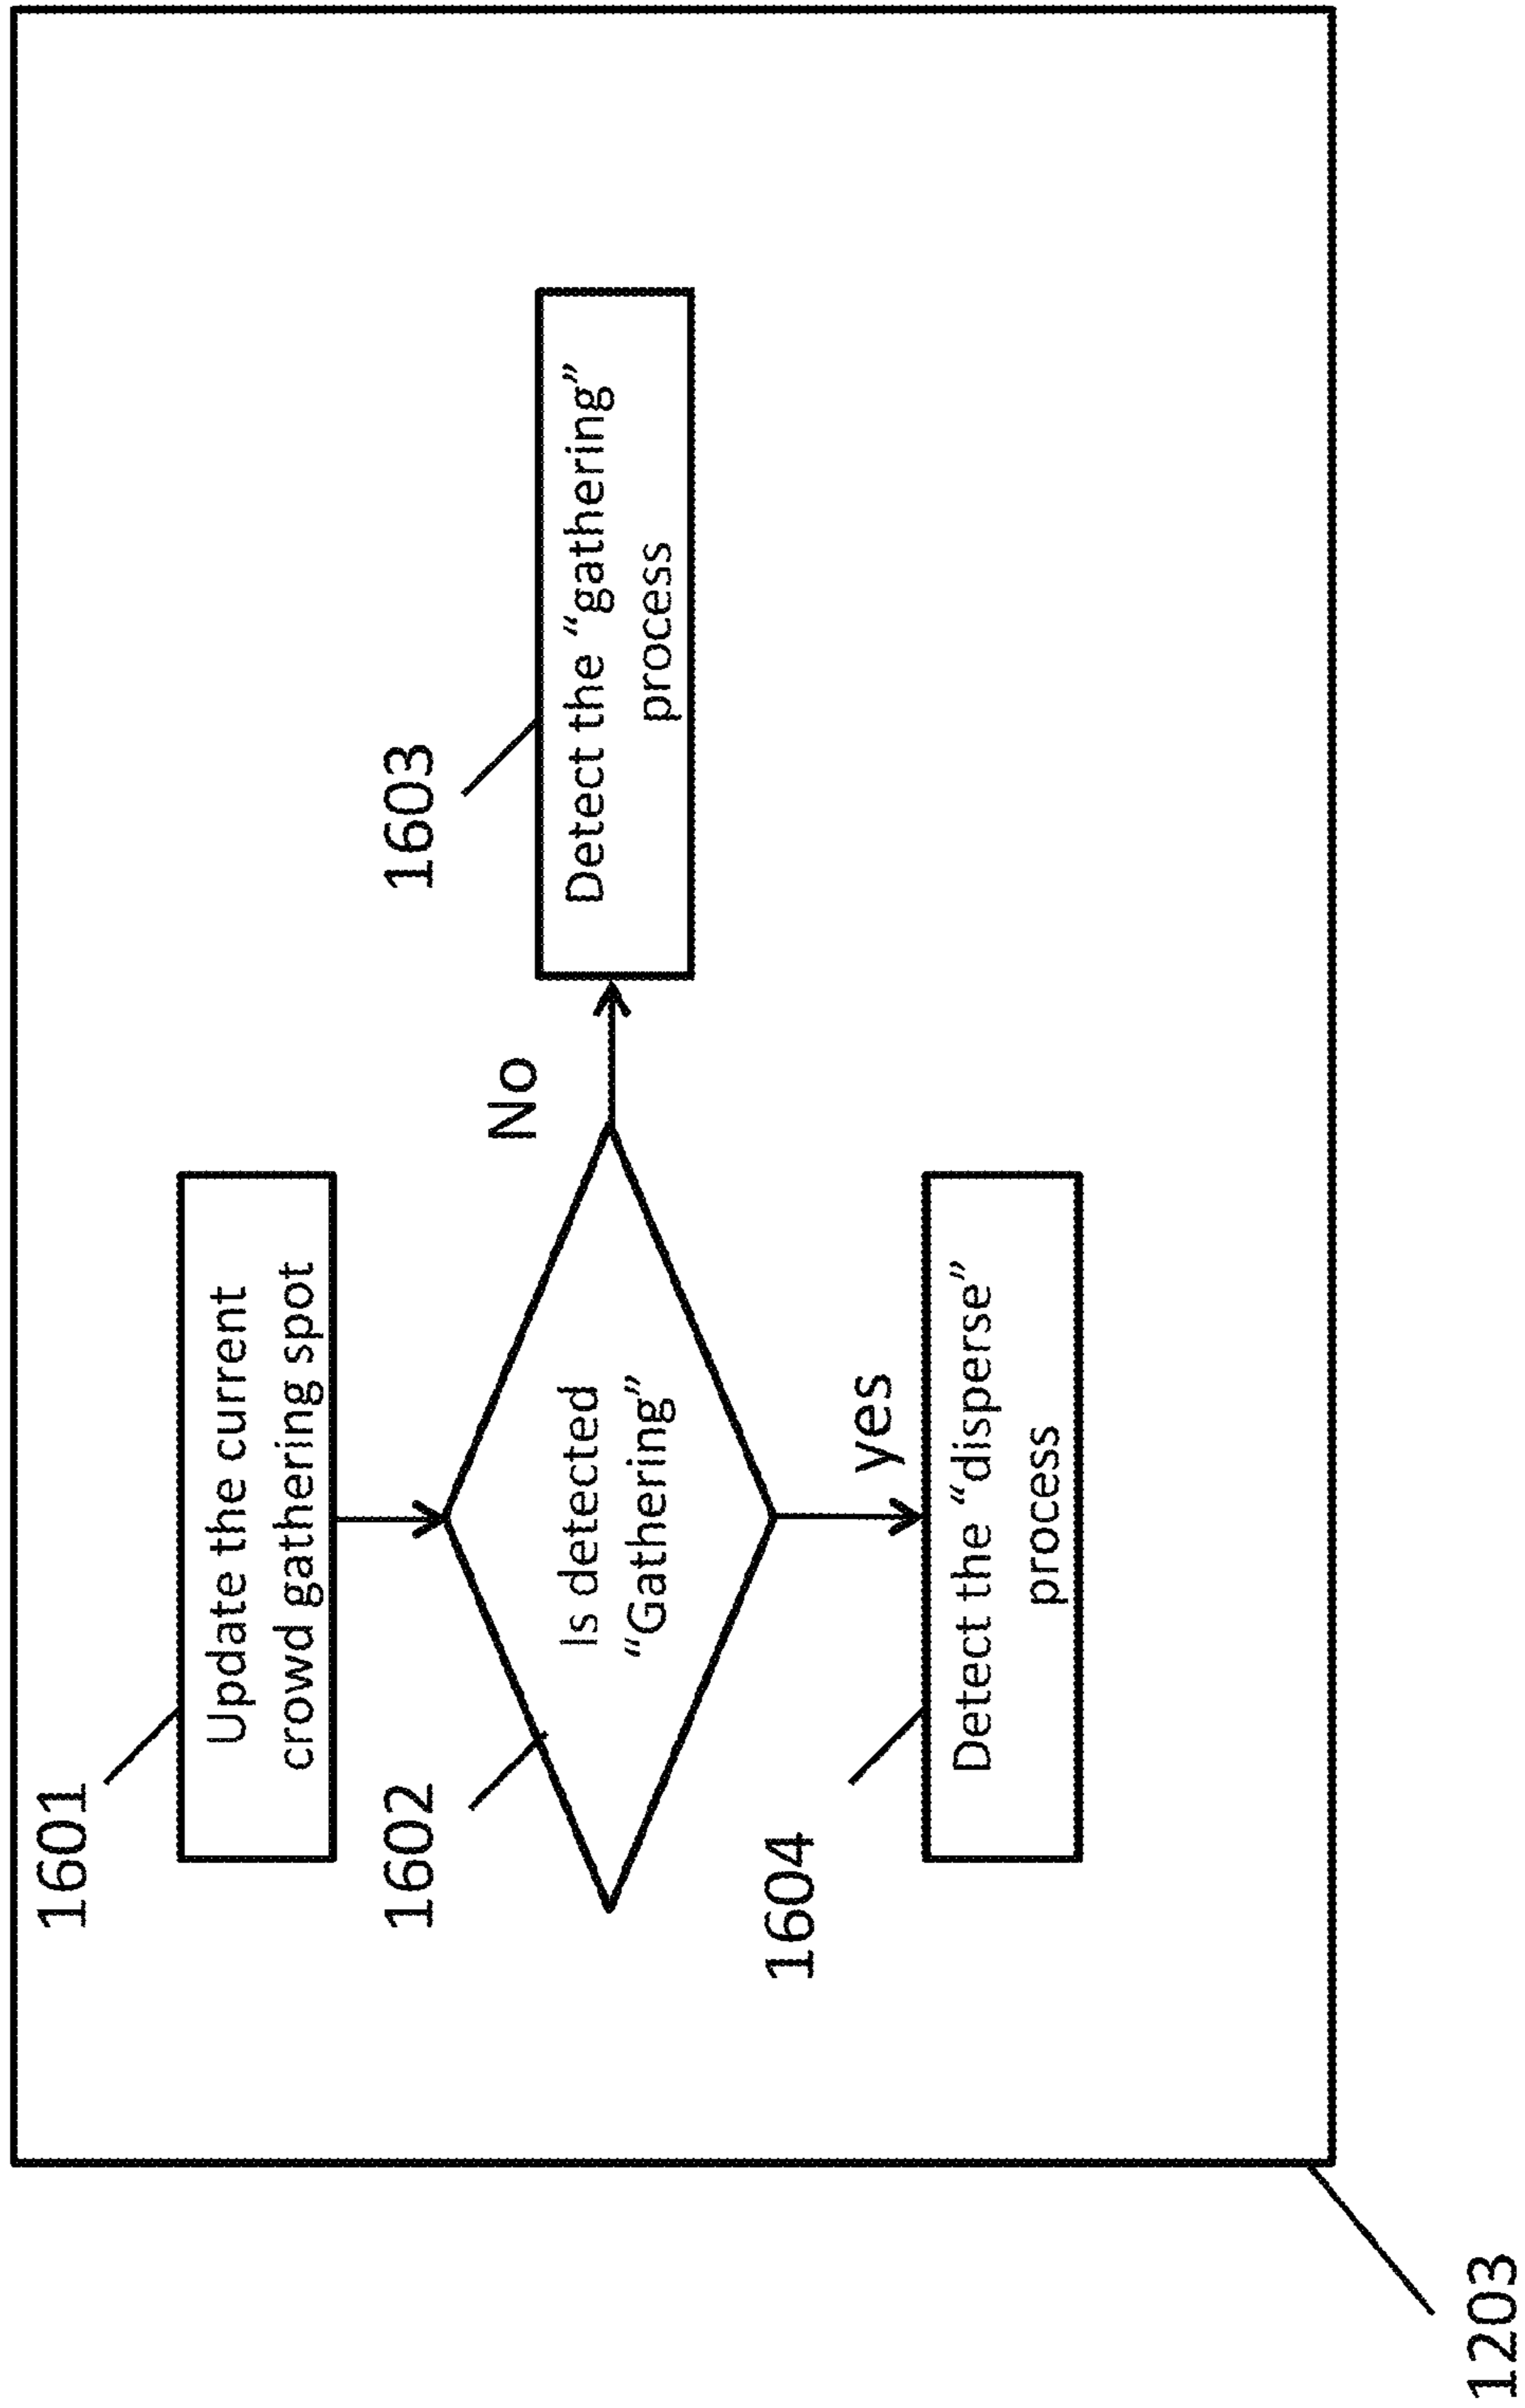 1601
Update the current
crowd gathering spot
1602
Is detected
“Gathering”
No
1603
Detect the “gathering”
process
yes
1604
Detect the “disperse”
process
1203